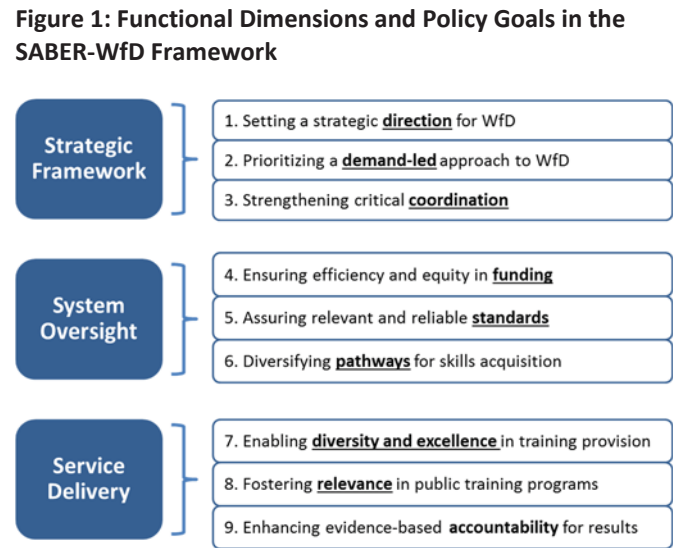 Figure 1: Functional Dimensions and Policy Goals in the
SABER-WfD Framework
Strategic
Framework
1. Setting a strategic direction for WfD
2. Prioritizing a demand-led approach to WfD
3. Strengthening critical coordination
System
Oversight
4. Ensuring efficiency and equity in funding
5. Assuring relevant and reliable standards
6. Diversifying pathways for skills acquisition
Service
Delivery
7. Enabling diversity and excellence in training provision
8. Fostering relevance in public training programs
9. Enhancing evidence-based accountability for results